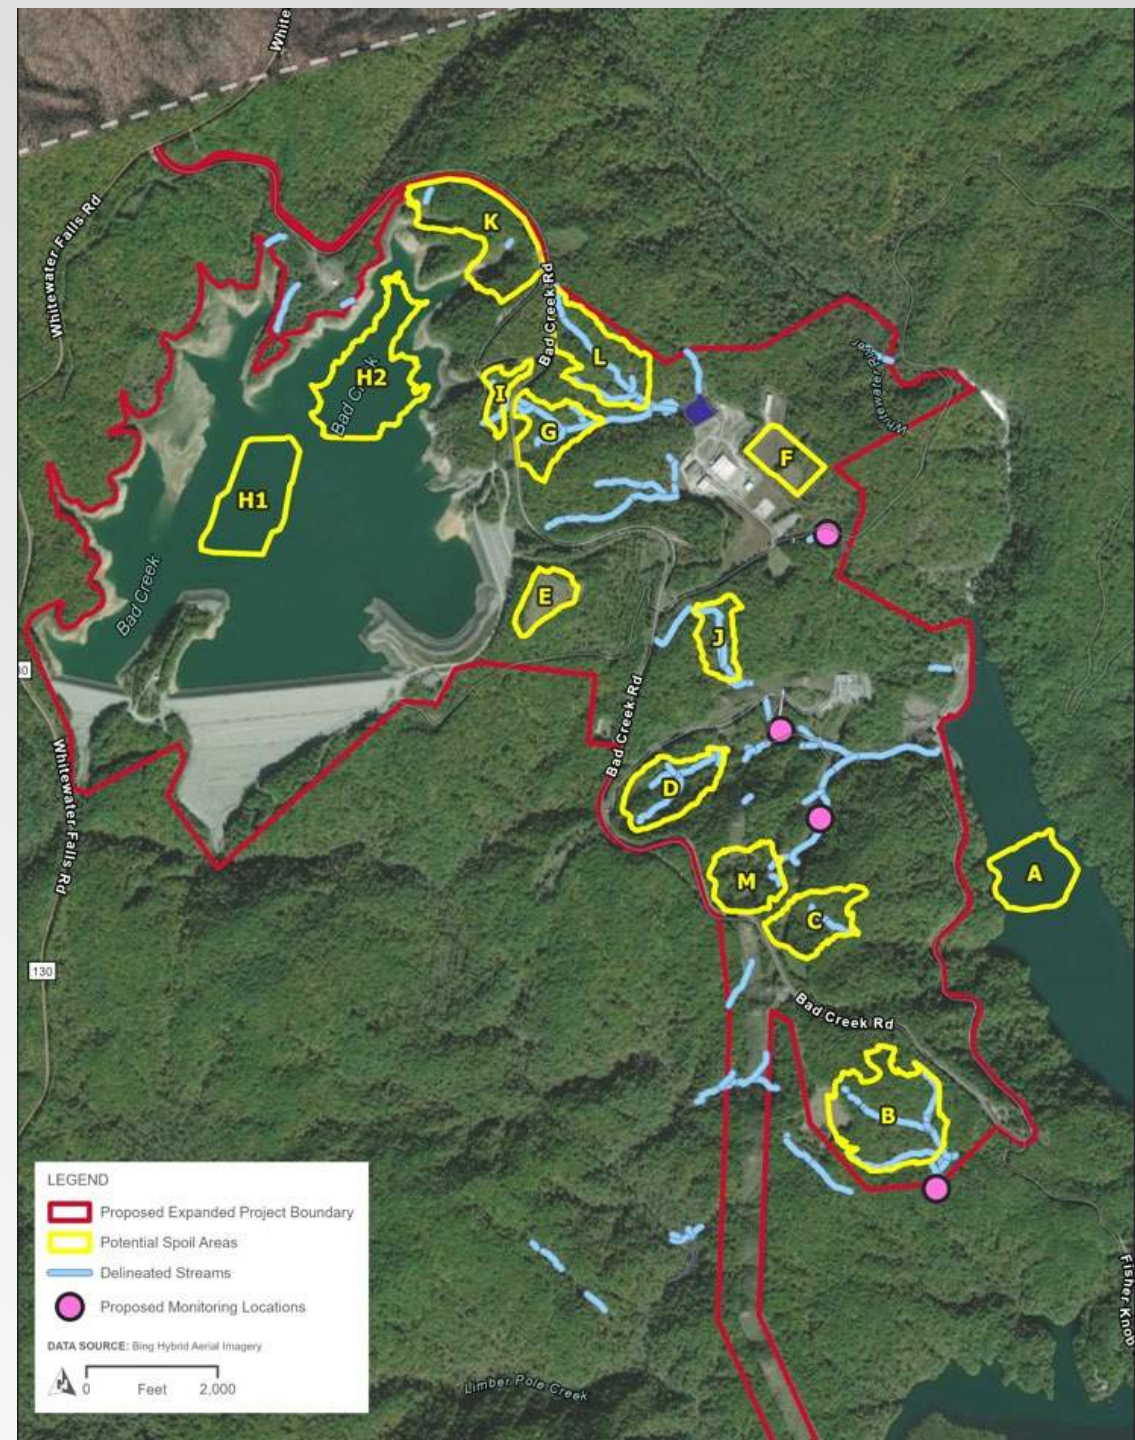 White
Whitewater Falls Rd
K
Bad Creek Rd
Whitewater River
H2
Bad Creek
L
I
G
F
Whitewater
H1
E
Bad Creek
J
Bad Creek Rd
Whitewater Falls Rd
D
A
M
C
130
Bad Creek Rd
B
Fisher Knob
LEGEND
Proposed Expanded Project Boundary
Potential Spoil Areas
Delineated Streams
Proposed Monitoring Locations
DATA SOURCE: Bing Hybrid Aerial Imagery
0 Feet 2,000
Limber Pole Creek